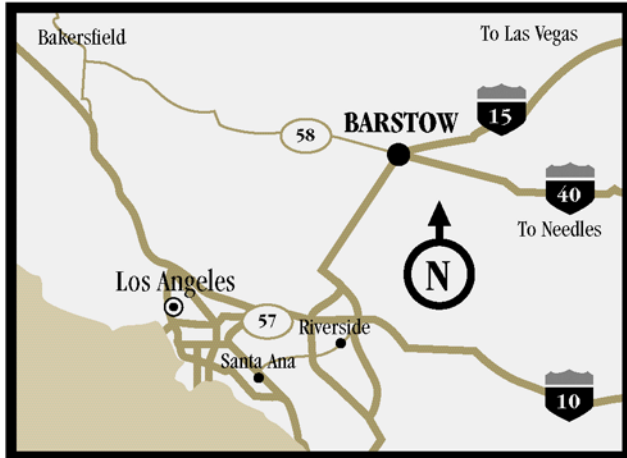 Bakersfield
To Las Vegas
15
58
BARSTOW
40
To Needles
N
Los Angeles
57
Riverside
Santa Ana
10